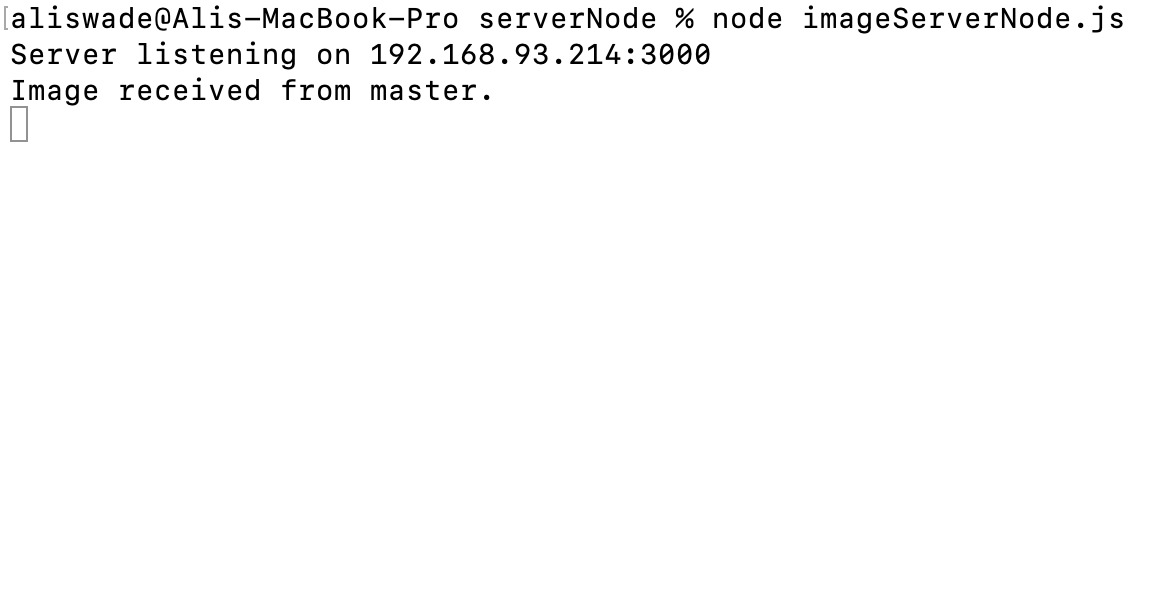 [aliswade@Alis-MacBook-Pro serverNode % node imageServerNode.js
Server listening on 192.168.93.214:3000
Image received from master.